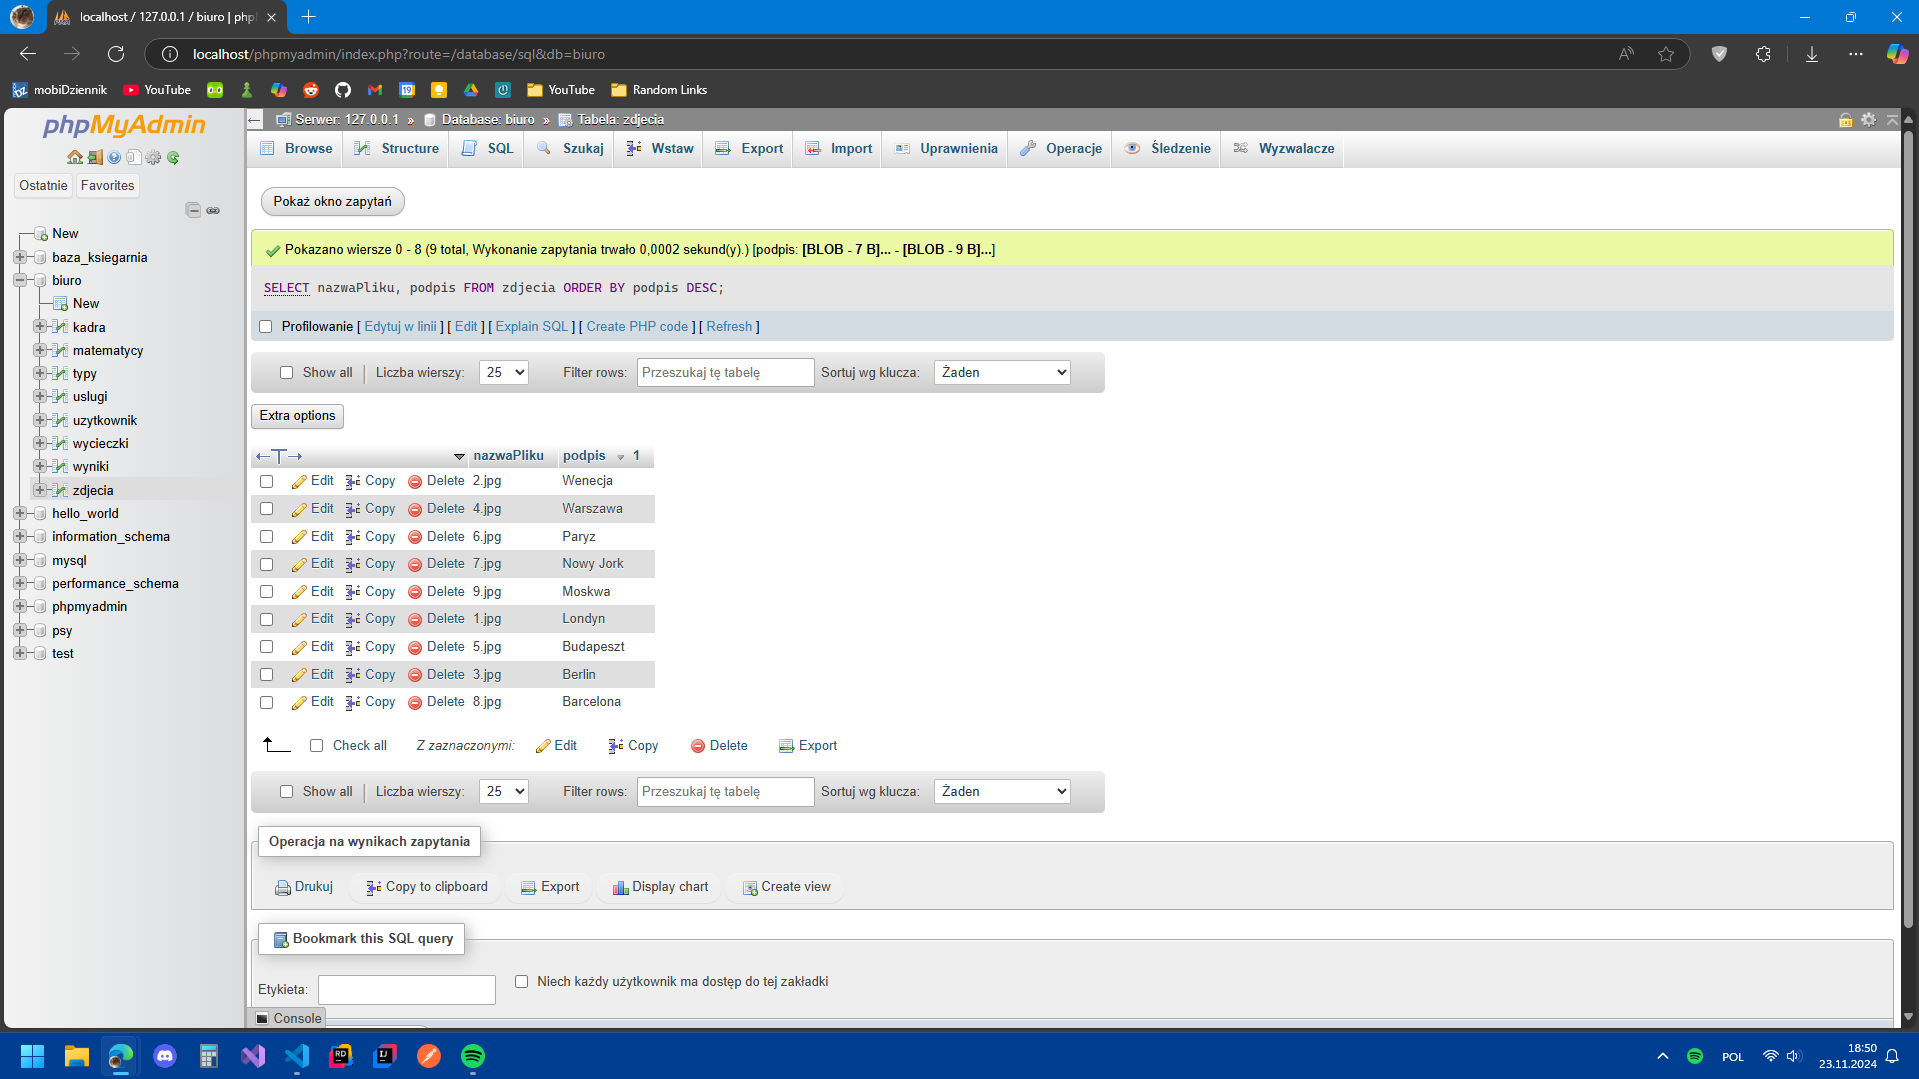 localhost / 127.0.0.1 / biuro | php
localhost/phpmyadmin/index.php?route=/database/sql&db=biuro
mobiDziennik
YouTube
YouTube
Random Links
phpMyAdmin
Ostatnie
Favorites
New
baza_ksiegarnia
biuro
New
kadra
matematycy
typy
uslugi
uzytkownik
wycieczki
wyniki
zdjecia
hello_world
information_schema
mysql
performance_schema
phpmyadmin
psy
test
Serwer: 127.0.0.1 » Database: biuro » Tabela: zdjecia
Browse Structure SQL Szukaj Wstaw Export Import Uprawnienia Operacje Śledzenie Wyzwalacze
Pokaż okno zapytań
Pokazano wiersze 0 - 8 (9 total, Wykonanie zapytania trwało 0,0002 sekund(y).) [podpis: [BLOB - 7 B]... - [BLOB - 9 B]...]
SELECT nazwaPliku, podpis FROM zdjecia ORDER BY podpis DESC;
Profilowanie [ Edytuj w linii ] [ Edit ] [ Explain SQL ] [ Create PHP code ] [ Refresh ]
Show all | Liczba wierszy: 25 Filter rows: Przeszukaj tę tabelę Sortuj wg klucza: Żaden
Extra options
←T→ nazwaPliku podpis 1
Edit Copy Delete 2.jpg Wenecja
Edit Copy Delete 4.jpg Warszawa
Edit Copy Delete 6.jpg Paryz
Edit Copy Delete 7.jpg Nowy Jork
Edit Copy Delete 9.jpg Moskwa
Edit Copy Delete 1.jpg Londyn
Edit Copy Delete 5.jpg Budapeszt
Edit Copy Delete 3.jpg Berlin
Edit Copy Delete 8.jpg Barcelona
Check all Z zaznaczonymi: Edit Copy Delete Export
Show all | Liczba wierszy: 25 Filter rows: Przeszukaj tę tabelę Sortuj wg klucza: Żaden
Operacja na wynikach zapytania
Drukuj Copy to clipboard Export Display chart Create view
Bookmark this SQL query
Etykieta: Niech każdy użytkownik ma dostęp do tej zakładki
Console
POL
18:50
23.11.2024